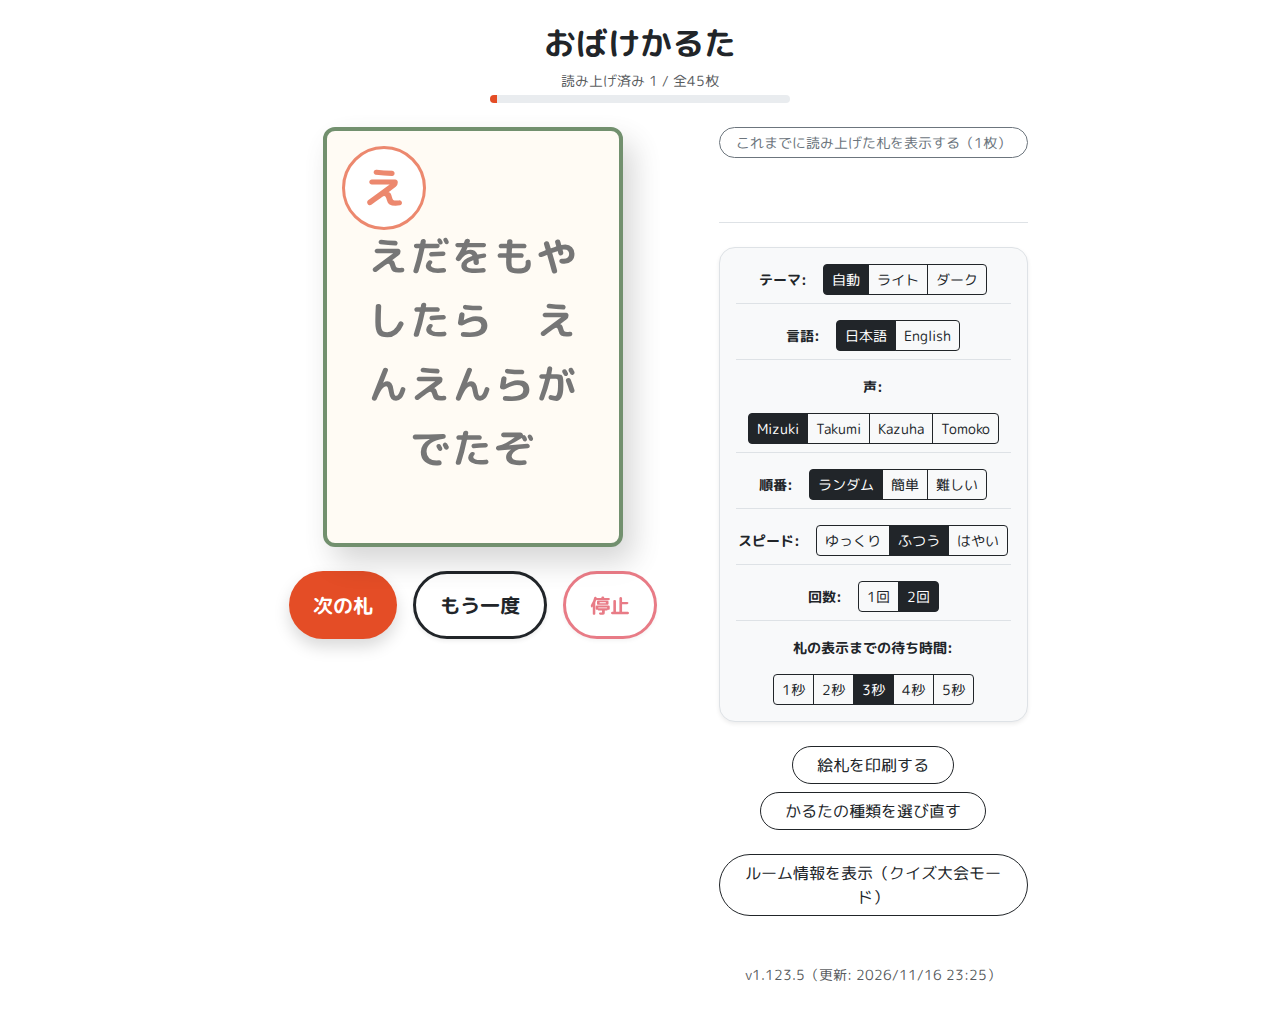 おばけかるた
読み上げ済み 1 / 全45枚
え
えだをもや
したら　え
んえんらが
でたぞ
次の札
もう一度
停止
これまでに読み上げた札を表示する（1枚）
テーマ: 自動 ライト ダーク
言語: 日本語 English
声:
Mizuki Takumi Kazuha Tomoko
順番: ランダム 簡単 難しい
スピード: ゆっくり ふつう はやい
回数: 1回 2回
札の表示までの待ち時間:
1秒 2秒 3秒 4秒 5秒
絵札を印刷する
かるたの種類を選び直す
ルーム情報を表示（クイズ大会モー
ド）
v1.123.5（更新: 2026/11/16 23:25）